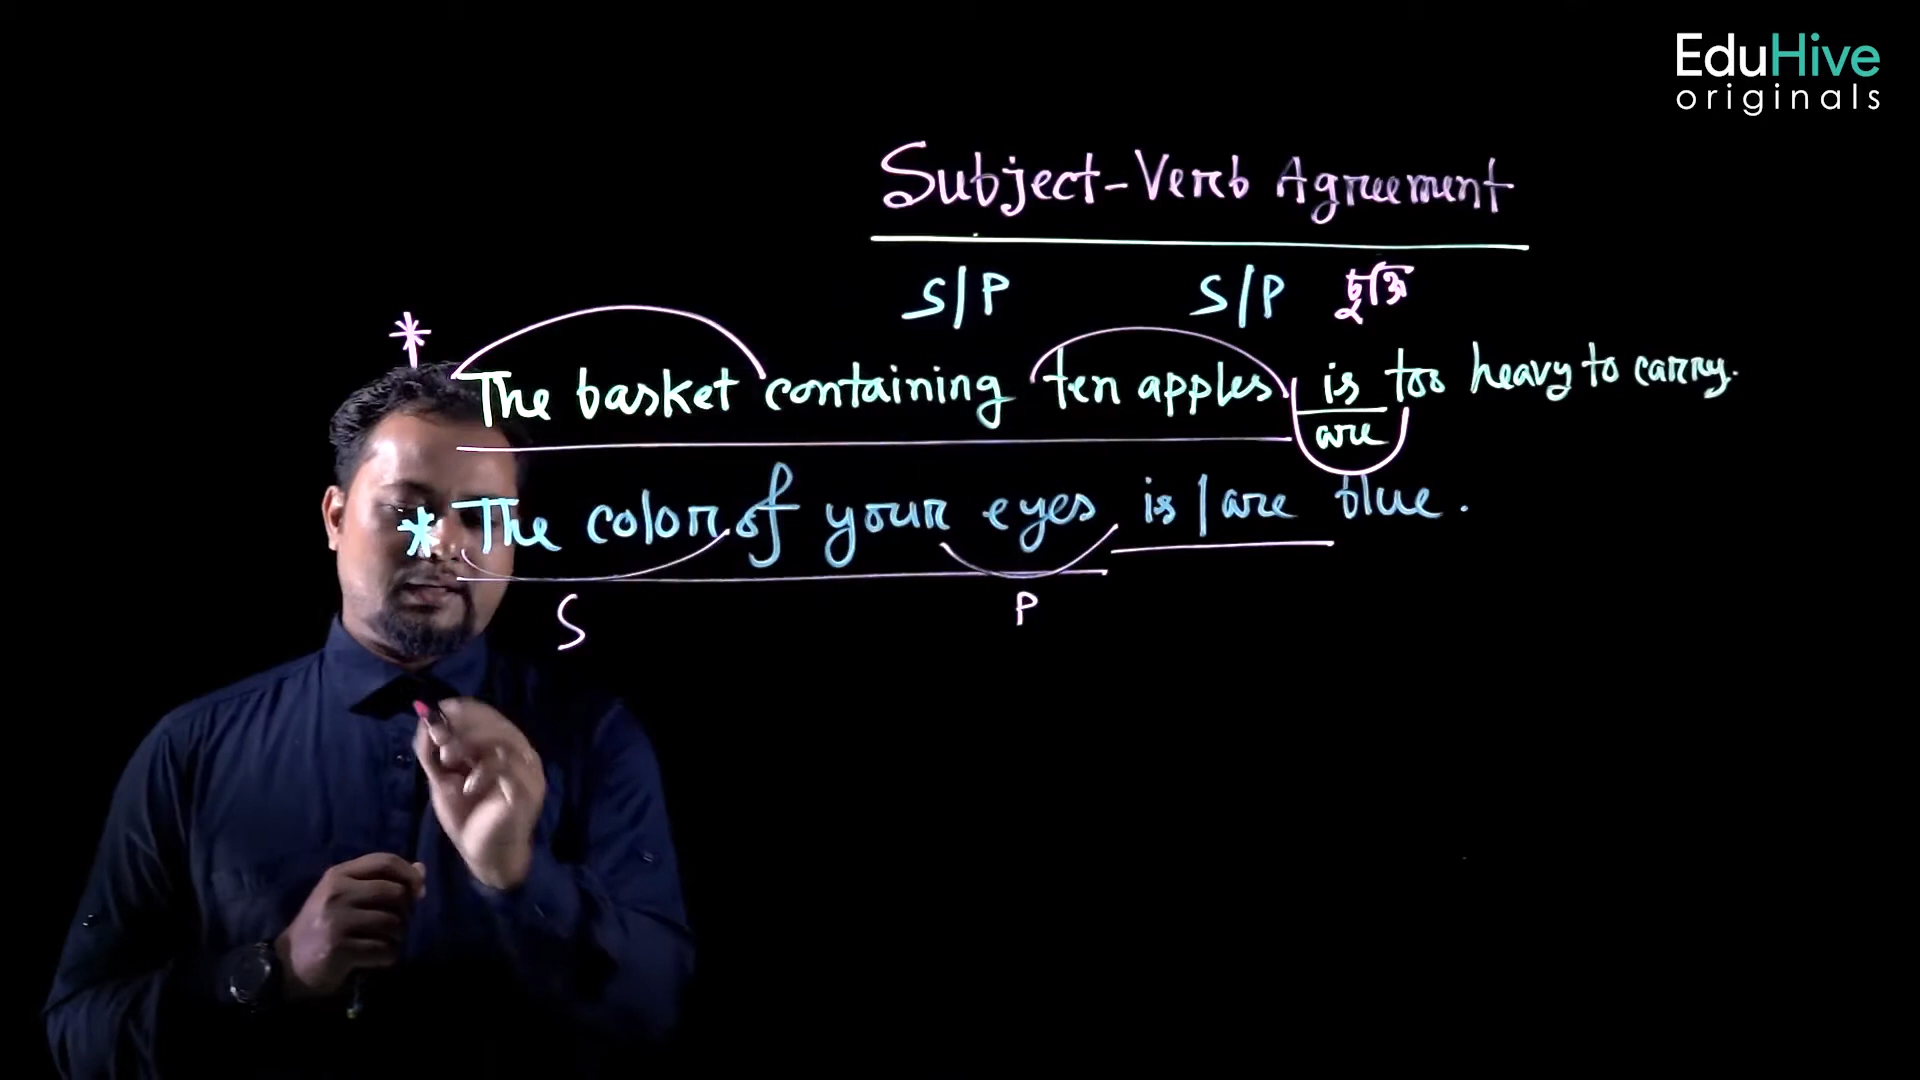 EduHive
originals
Subject-Verb Agreement
S/P S/P
* The basket containing ten apples is too heavy to carry.
are
* The color of your eyes is / are blue.
S P